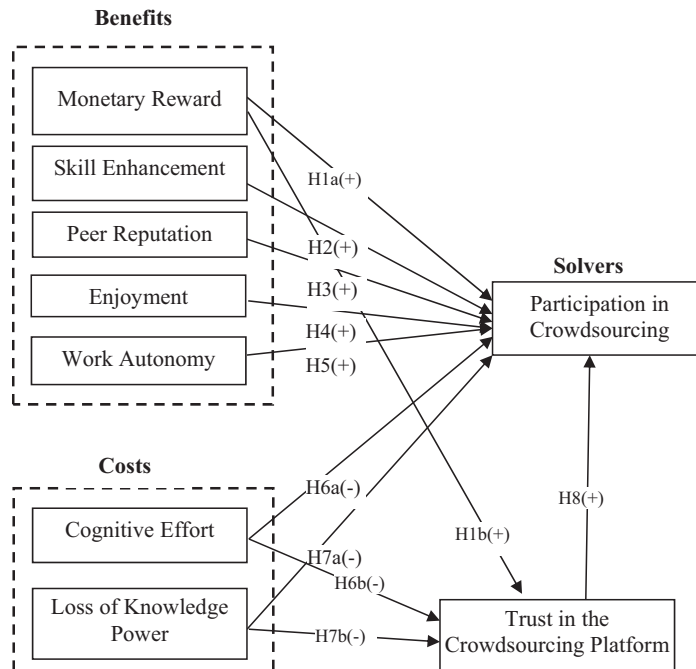 Benefits
Monetary Reward
Skill Enhancement
Peer Reputation
Enjoyment
Work Autonomy
H1a(+)
H2(+)
H3(+)
H4(+)
H5(+)
Solvers
Participation in
Crowdsourcing
Costs
Cognitive Effort
Loss of Knowledge
Power
H6a(-)
H7a(-)
H6b(-)
H7b(-)
H1b(+)
H8(+)
Trust in the
Crowdsourcing Platform